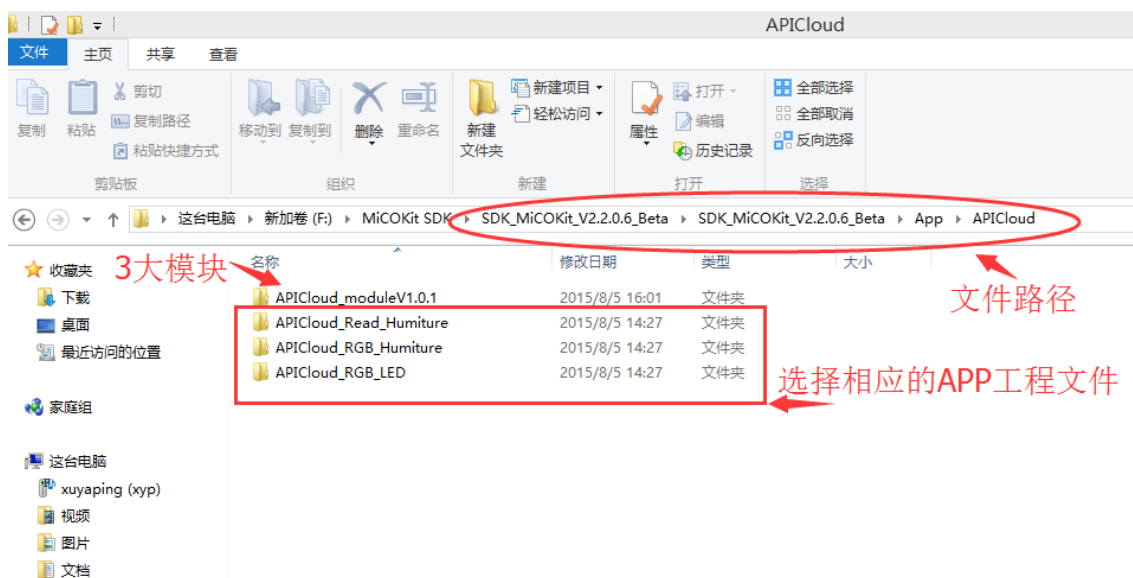 APICloud
文件 主页 共享 查看
复制
粘贴
剪切
复制路径
粘贴快捷方式
剪贴板
移动到 复制到 删除 重命名
组织
新建
文件夹
新建项目
轻松访问
新建
属性
打开
编辑
历史记录
打开
全部选择
全部取消
反向选择
选择
这台电脑 新加卷 (F:) MiCOKit SDK SDK_MiCOKit_V2.2.0.6_Beta SDK_MiCOKit_V2.2.0.6_Beta App APICloud
收藏夹
下载
桌面
最近访问的位置
家庭组
这台电脑
xuyaping (xyp)
视频
图片
文档
3大模块
名称 修改日期 类型 大小
APICloud_moduleV1.0.1 2015/8/5 16:01 文件夹
APICloud_Read_Humiture 2015/8/5 14:27 文件夹
APICloud_RGB_Humiture 2015/8/5 14:27 文件夹
APICloud_RGB_LED 2015/8/5 14:27 文件夹
文件路径
选择相应的APP工程文件